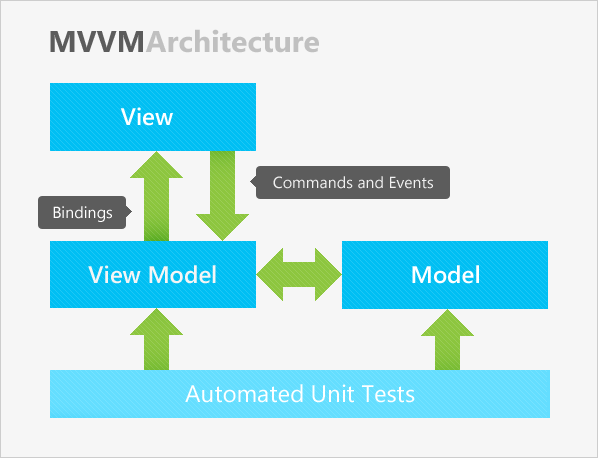 MVVMArchitecture
View
Bindings
Commands and Events
View Model
Model
Automated Unit Tests